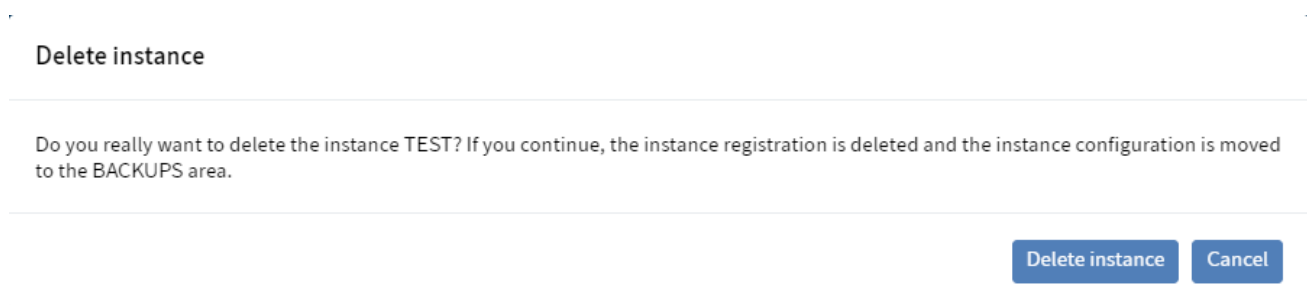 Delete instance
Do you really want to delete the instance TEST? If you continue, the instance registration is deleted and the instance configuration is moved
to the BACKUPS area.
Delete instance Cancel